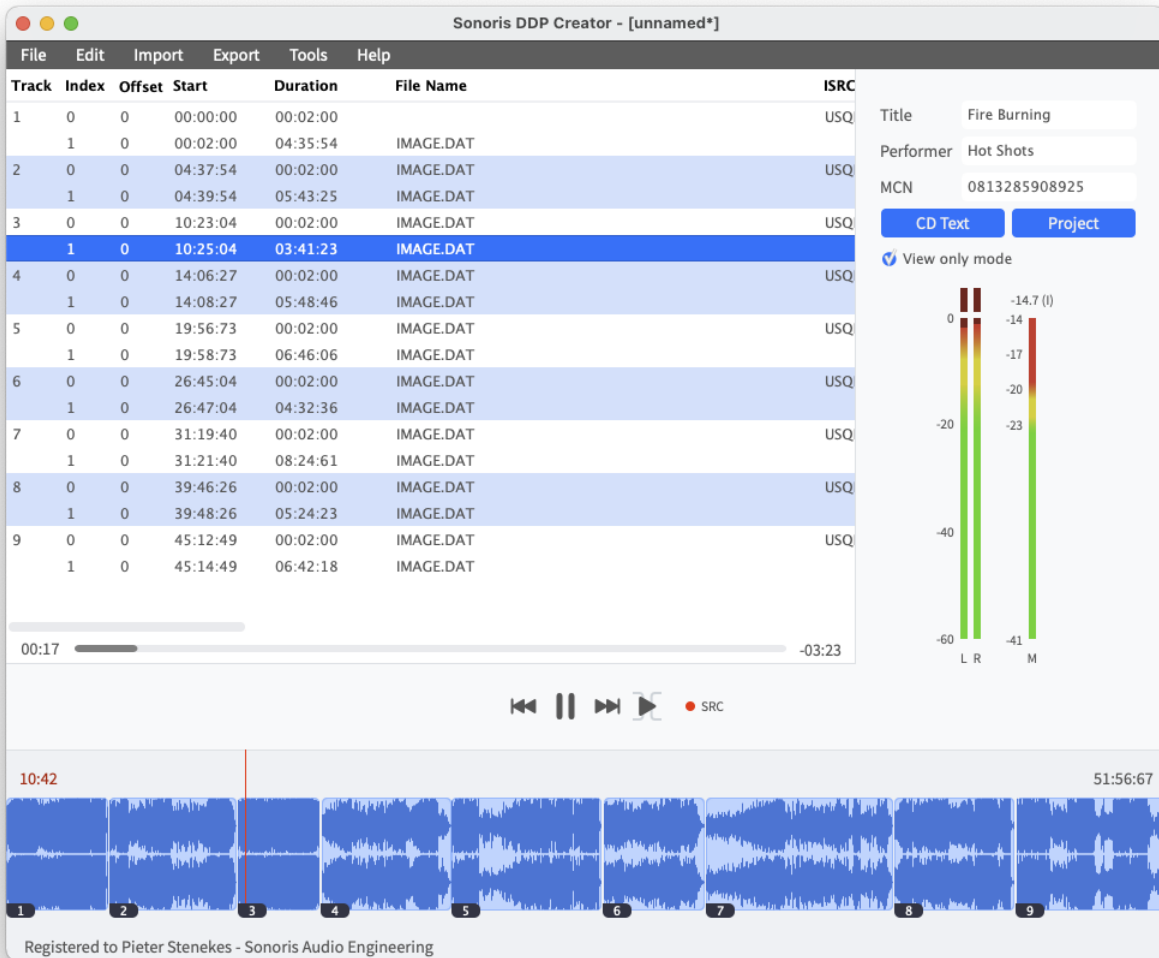 Sonoris DDP Creator - [unnamed*]
File Edit Import Export Tools Help
Track Index Offset Start Duration File Name ISRC
1 0 0 00:00:00 00:02:00 USQ
1 0 00:02:00 04:35:54 IMAGE.DAT
2 0 0 04:37:54 00:02:00 IMAGE.DAT USQ
1 0 04:39:54 05:43:25 IMAGE.DAT
3 0 0 10:23:04 00:02:00 IMAGE.DAT USQ
1 0 10:25:04 03:41:23 IMAGE.DAT
4 0 0 14:06:27 00:02:00 IMAGE.DAT USQ
1 0 14:08:27 05:48:46 IMAGE.DAT
5 0 0 19:56:73 00:02:00 IMAGE.DAT USQ
1 0 19:58:73 06:46:06 IMAGE.DAT
6 0 0 26:45:04 00:02:00 IMAGE.DAT USQ
1 0 26:47:04 04:32:36 IMAGE.DAT
7 0 0 31:19:40 00:02:00 IMAGE.DAT USQ
1 0 31:21:40 08:24:61 IMAGE.DAT
8 0 0 39:46:26 00:02:00 IMAGE.DAT USQ
1 0 39:48:26 05:24:23 IMAGE.DAT
9 0 0 45:12:49 00:02:00 IMAGE.DAT USQ
1 0 45:14:49 06:42:18 IMAGE.DAT
00:17 -03:23
Title Fire Burning
Performer Hot Shots
MCN 0813285908925
CD Text Project
View only mode
-14.7 (I)
0 -14
-17
-20
-20 -23
-40
-60 -41
L R M
SRC
10:42 51:56:67
1 2 3 4 5 6 7 8 9
Registered to Pieter Stenekes - Sonoris Audio Engineering